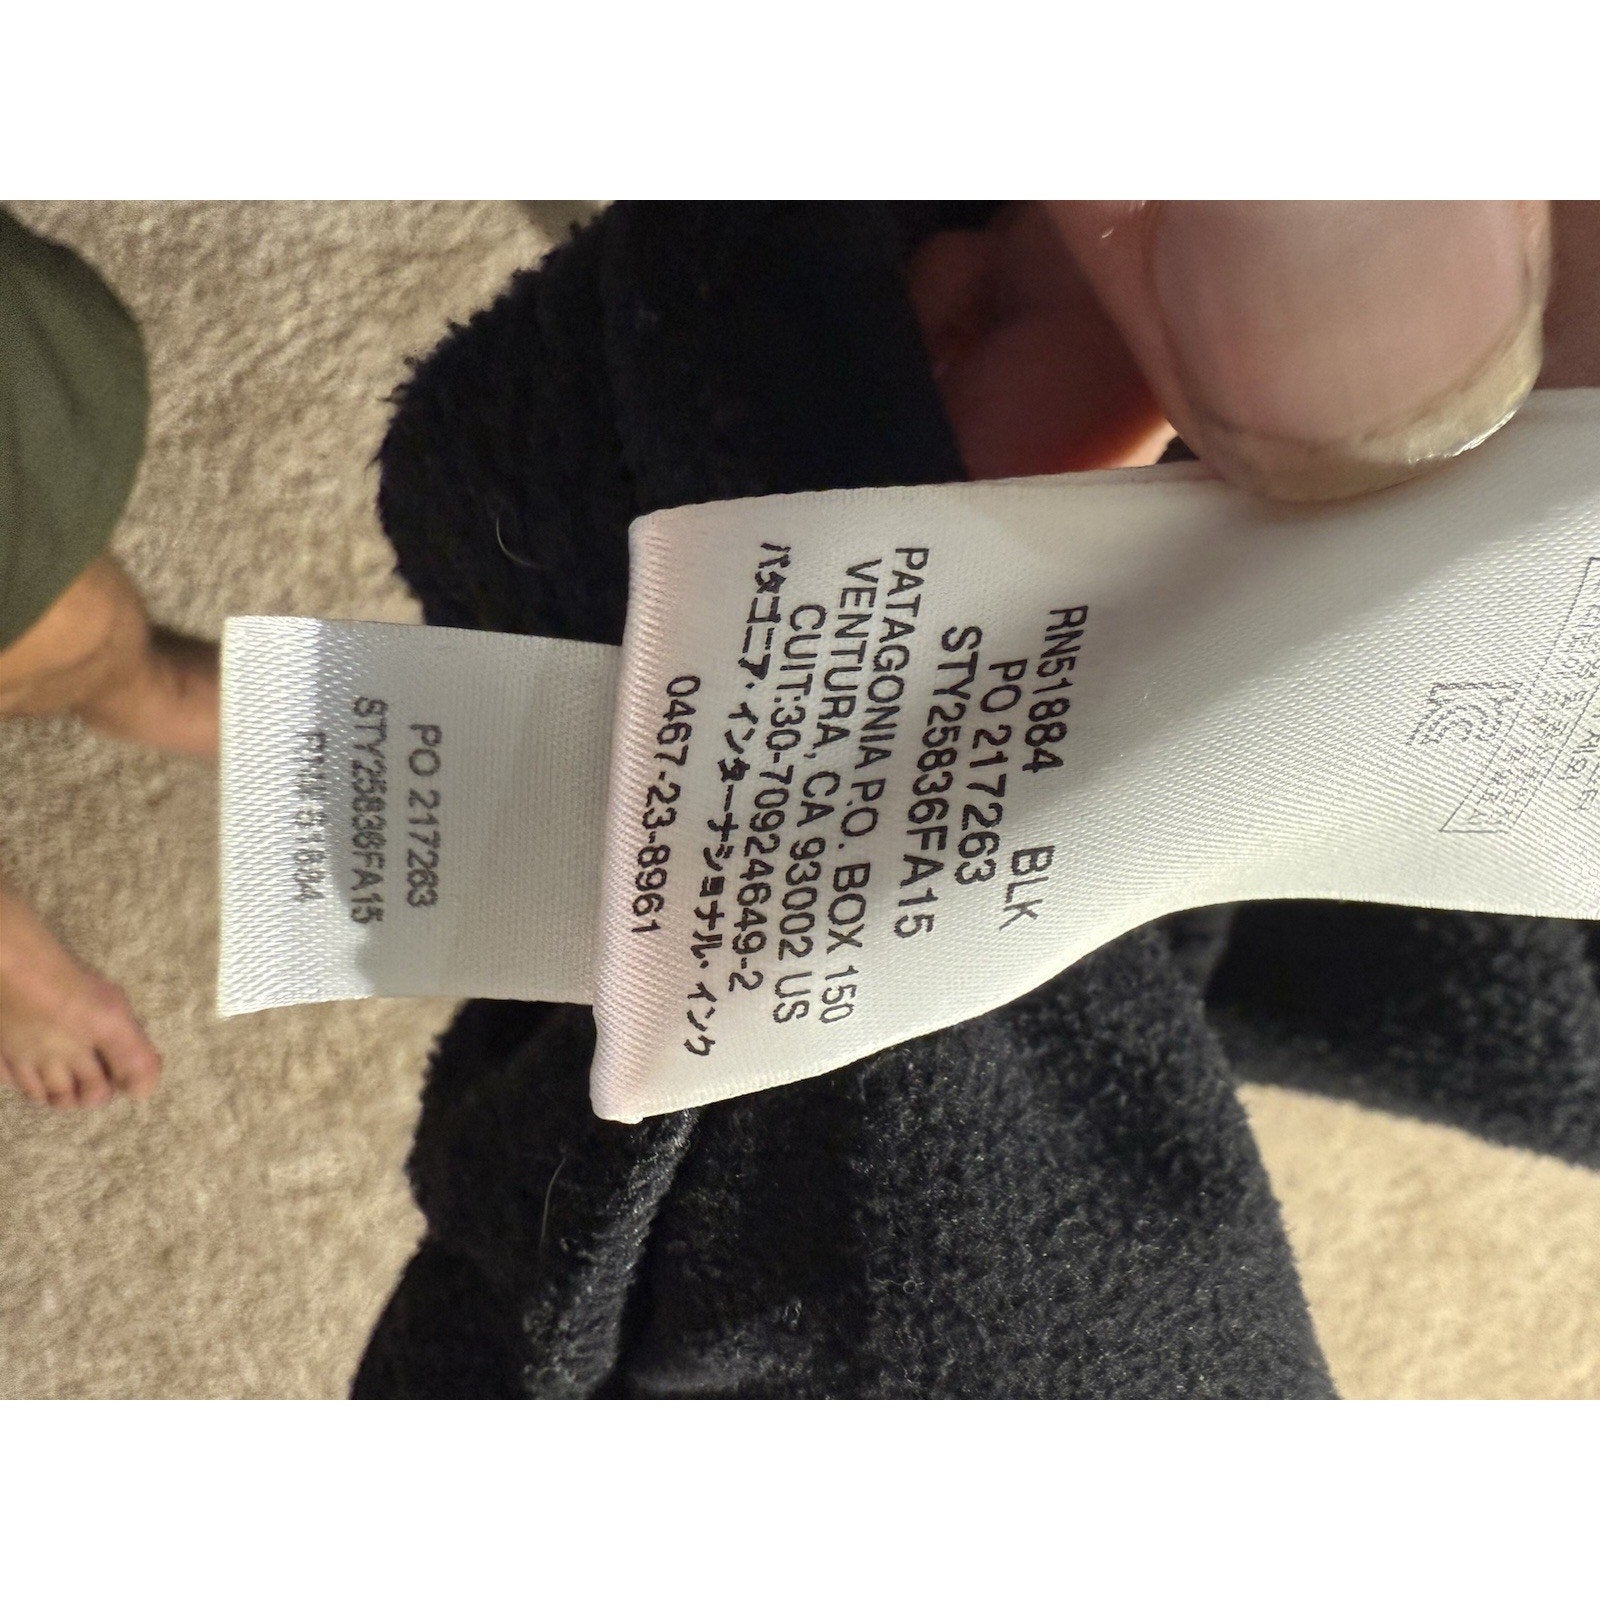 RN51884 BLK
PO 217263
STY25836FA15
PATAGONIA P.O. BOX 150
VENTURA, CA 93002 US
CUIT:30-70924649-2
パタゴニア・インターナショナル・インク
0467-23-8961
PO 217263
STY25836FA15
RN# 51884